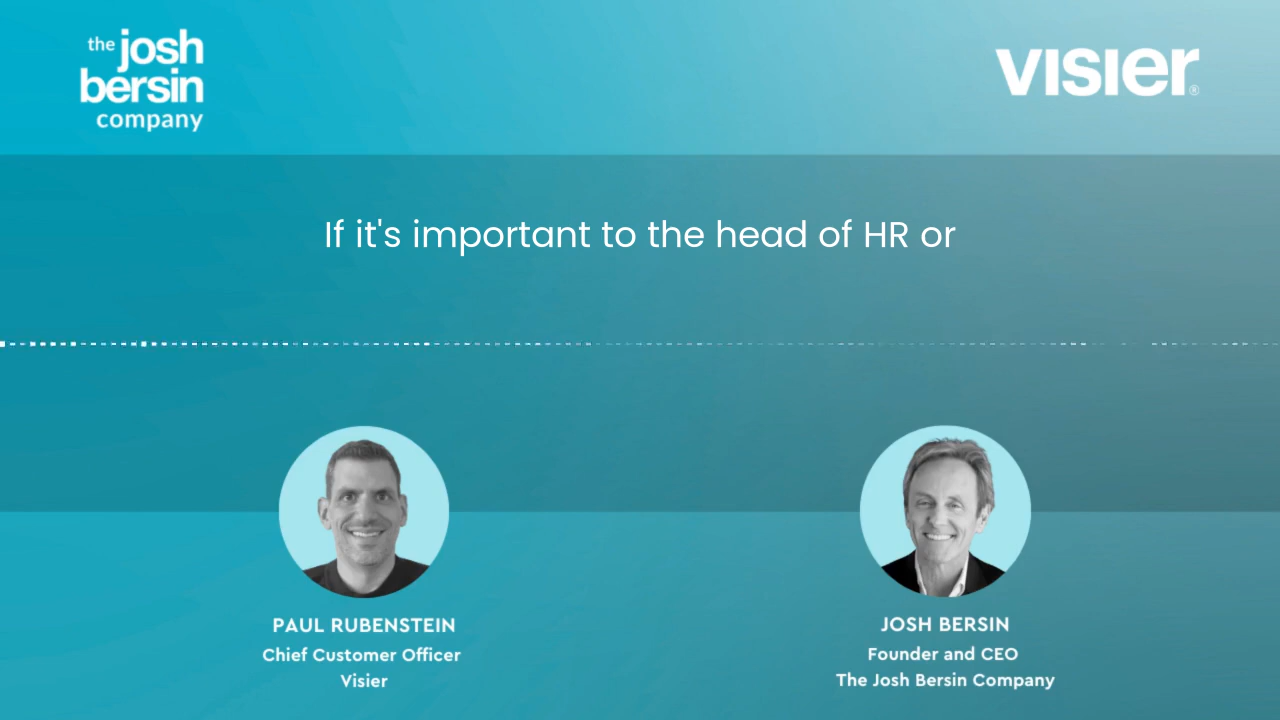 the josh
bersin
company
VISIER®
If it's important to the head of HR or
PAUL RUBENSTEIN
Chief Customer Officer
Visier
JOSH BERSIN
Founder and CEO
The Josh Bersin Company